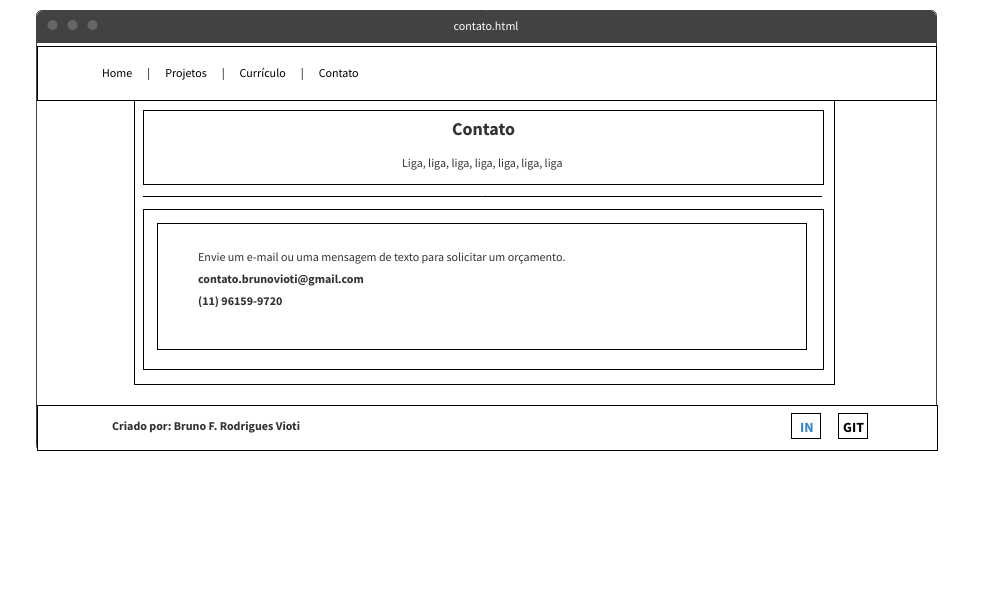 contato.html
Home | Projetos | Currículo | Contato
Contato
Liga, liga, liga, liga, liga, liga, liga
Envie um e-mail ou uma mensagem de texto para solicitar um orçamento.
contato.brunovioti@gmail.com
(11) 96159-9720
Criado por: Bruno F. Rodrigues Vioti IN GIT